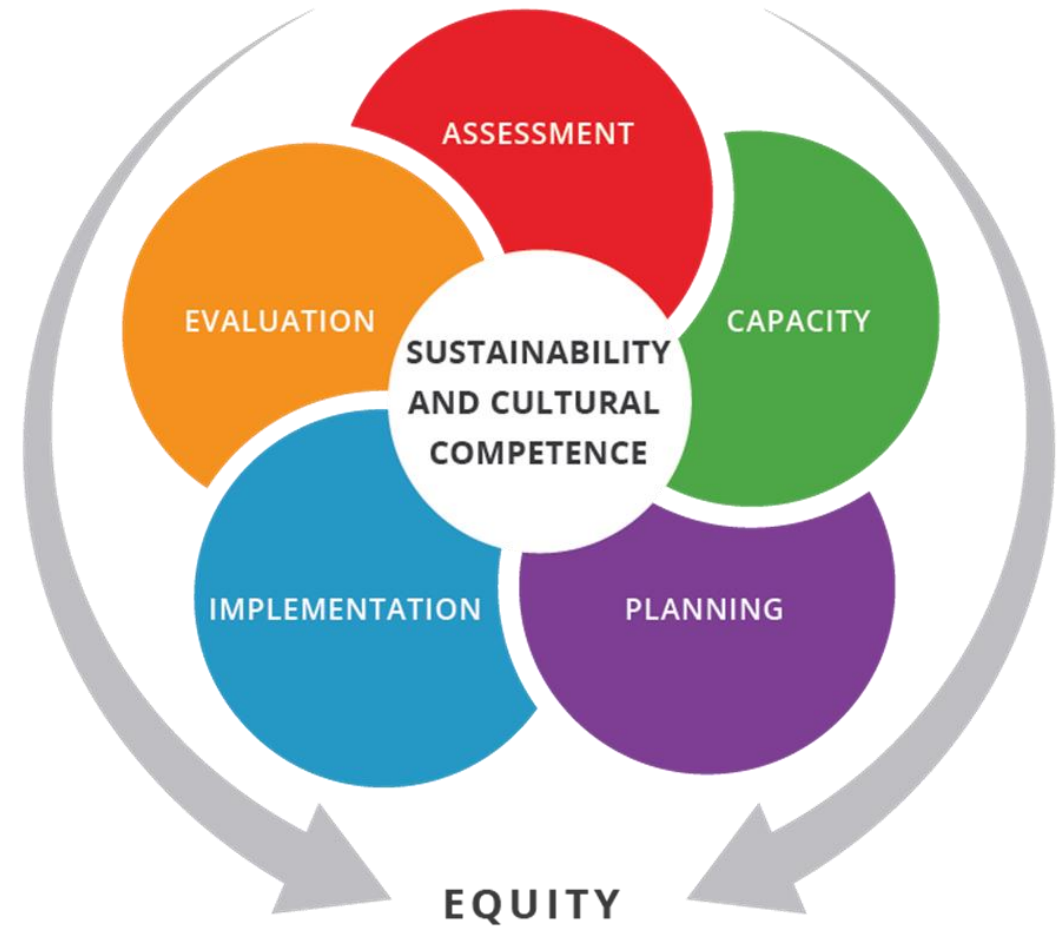 ASSESSMENT
CAPACITY
EVALUATION
SUSTAINABILITY
AND CULTURAL
COMPETENCE
IMPLEMENTATION
PLANNING
EQUITY